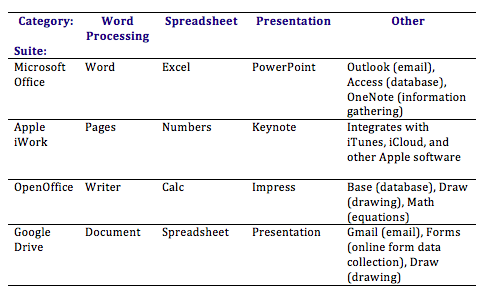 Category: Word Spreadsheet Presentation Other
Processing
Suite:
Microsoft Word Excel PowerPoint Outlook (email),
Office Access (database),
OneNote (information
gathering)
Apple Pages Numbers Keynote Integrates with
iWork iTunes, iCloud, and
other Apple software
OpenOffice Writer Calc Impress Base (database), Draw
(drawing), Math
(equations)
Google Document Spreadsheet Presentation Gmail (email), Forms
Drive (online form data
collection), Draw
(drawing)